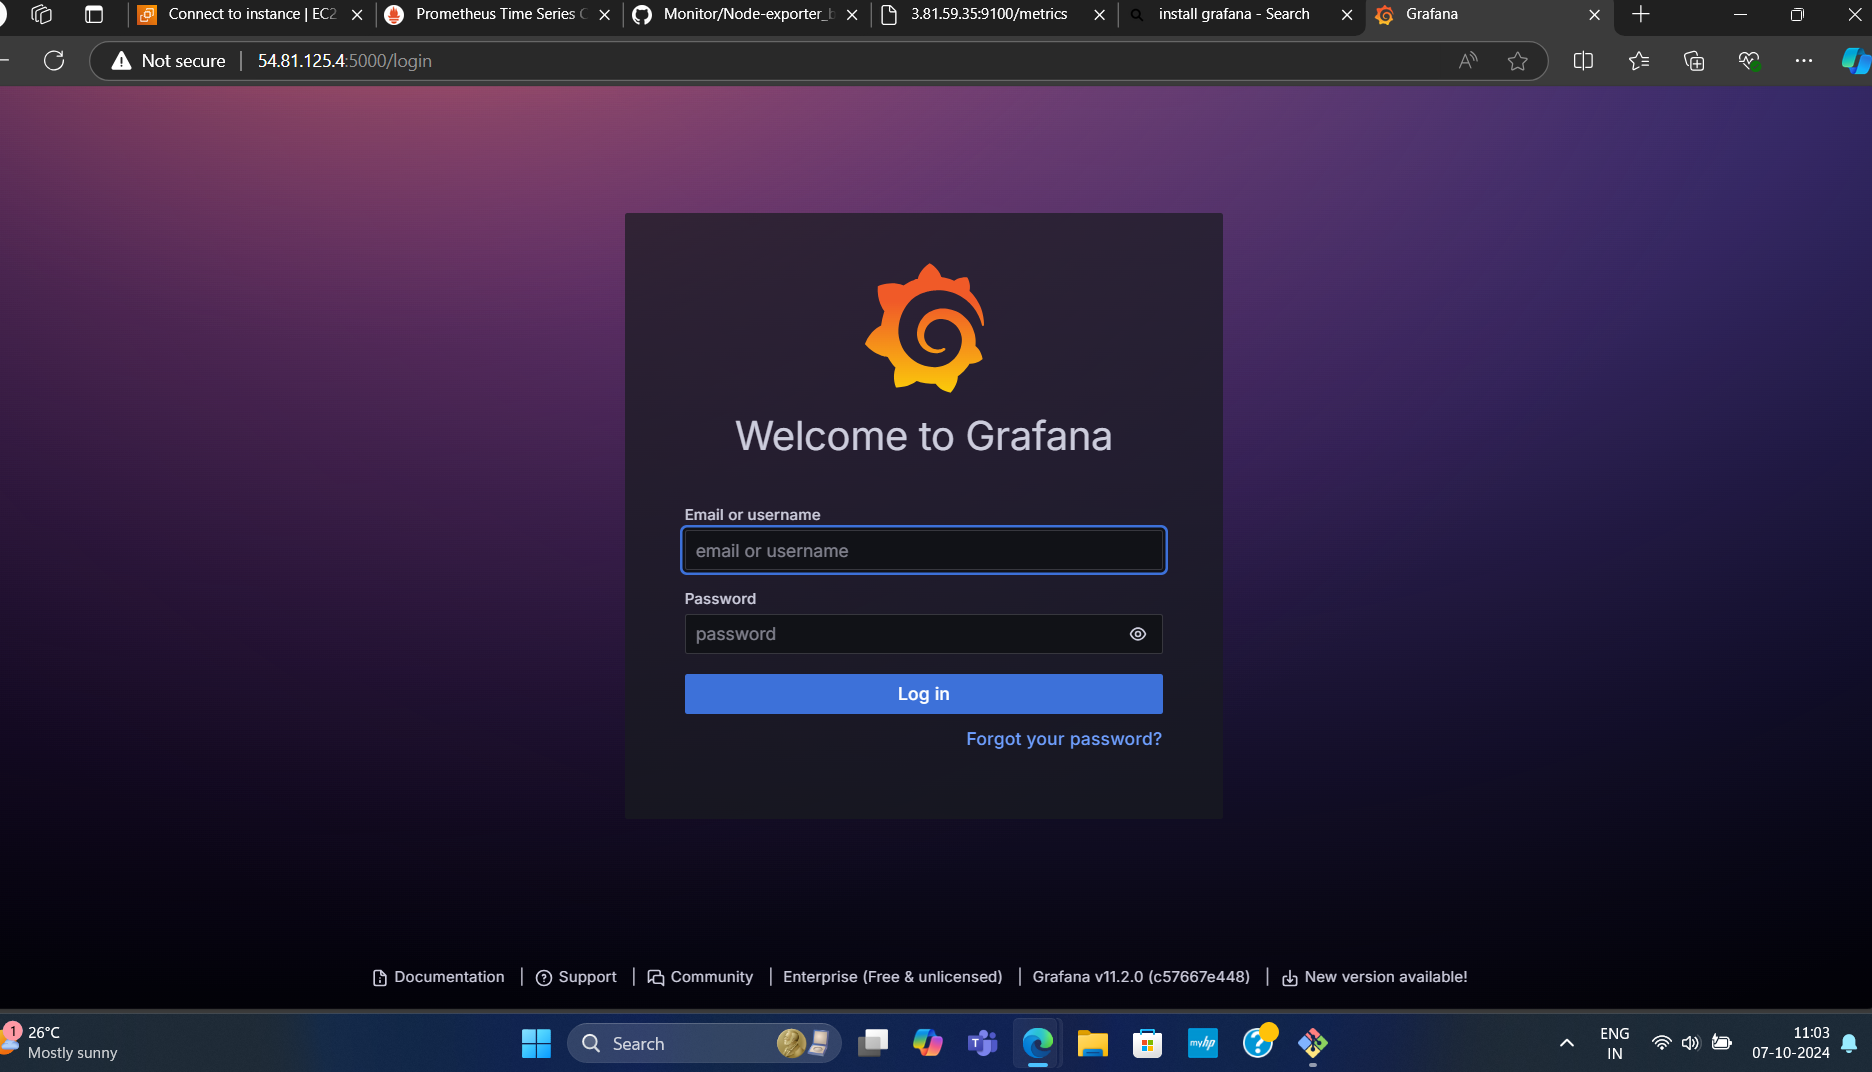 Connect to instance | EC2
Prometheus Time Series C
Monitor/Node-exporter_b
3.81.59.35:9100/metrics
install grafana - Search
Grafana
Not secure
54.81.125.4:5000/login
Welcome to Grafana
Email or username
email or username
Password
password
Log in
Forgot your password?
Documentation | Support | Community | Enterprise (Free & unlicensed) | Grafana v11.2.0 (c57667e448) | New version available!
1
26°C
Mostly sunny
Search
T
myhp
ENG
IN
11:03
07-10-2024